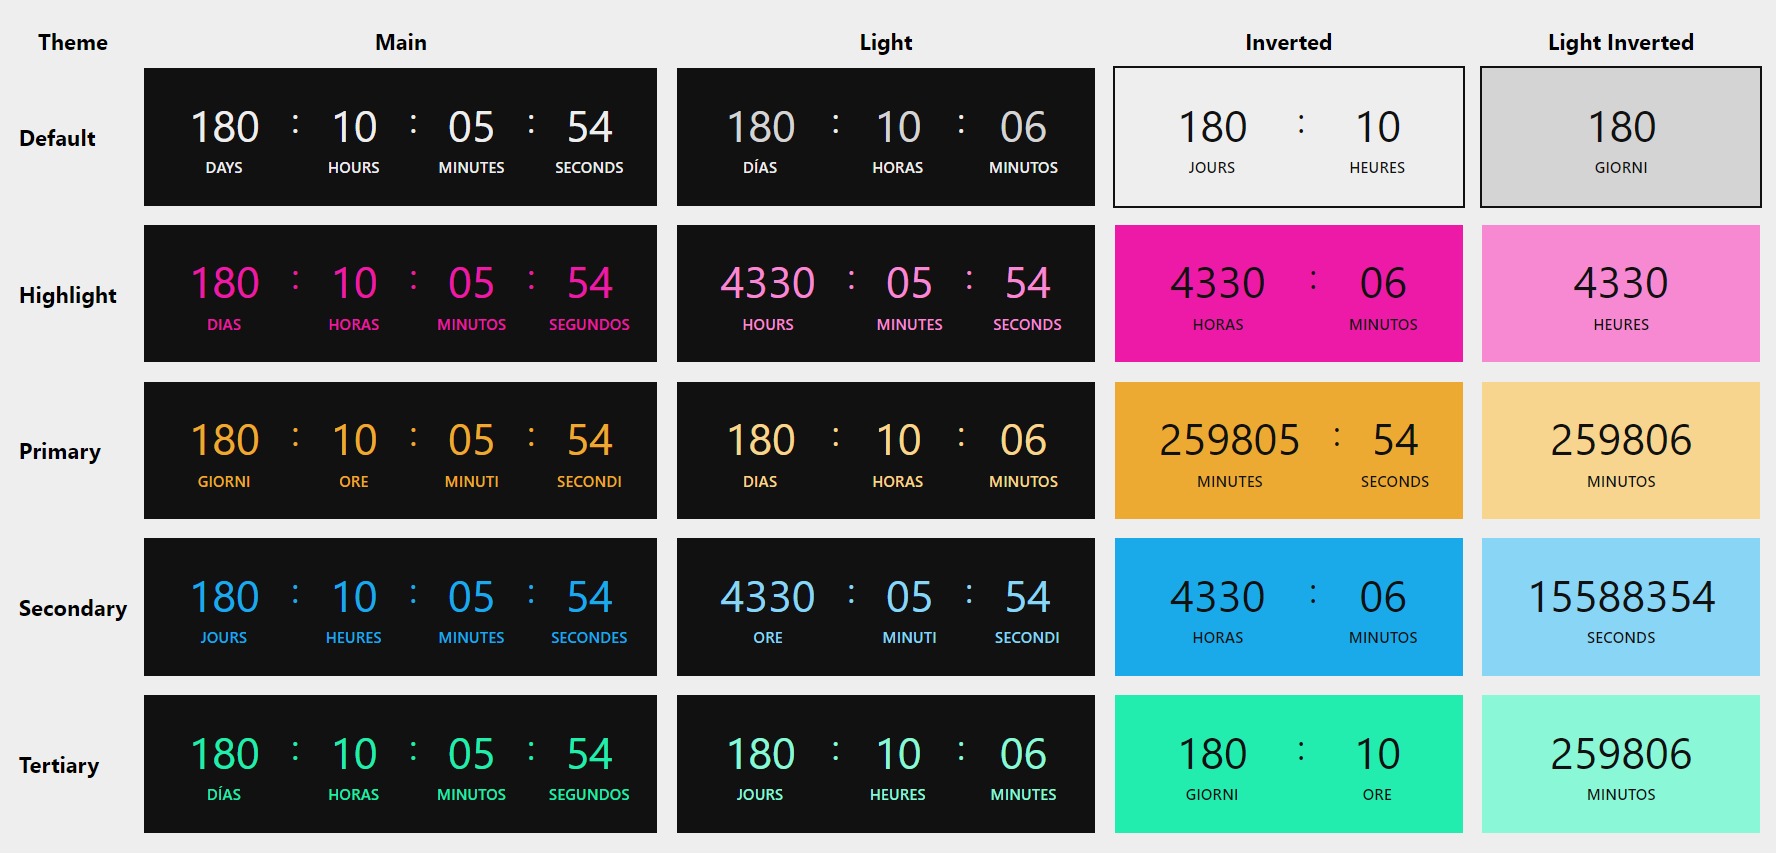 Theme Main Light Inverted Light Inverted
Default
180 : 10 : 05 : 54
DAYS HOURS MINUTES SECONDS
180 : 10 : 06
DÍAS HORAS MINUTOS
180 : 10
JOURS HEURES
180
GIORNI
Highlight
180 : 10 : 05 : 54
DIAS HORAS MINUTOS SEGUNDOS
4330 : 05 : 54
HOURS MINUTES SECONDS
4330 : 06
HORAS MINUTOS
4330
HEURES
Primary
180 : 10 : 05 : 54
GIORNI ORE MINUTI SECONDI
180 : 10 : 06
DIAS HORAS MINUTOS
259805 : 54
MINUTES SECONDS
259806
MINUTOS
Secondary
180 : 10 : 05 : 54
JOURS HEURES MINUTES SECONDES
4330 : 05 : 54
ORE MINUTI SECONDI
4330 : 06
HORAS MINUTOS
15588354
SECONDS
Tertiary
180 : 10 : 05 : 54
DÍAS HORAS MINUTOS SEGUNDOS
180 : 10 : 06
JOURS HEURES MINUTES
180 : 10
GIORNI ORE
259806
MINUTOS